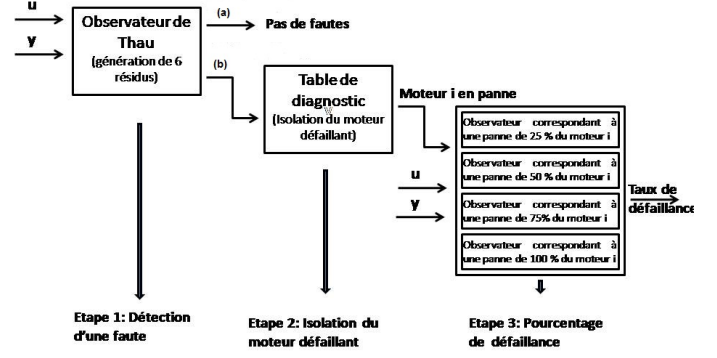 u
y
Observateur de
Thau
(génération de 6
résidus)
(a)
Pas de fautes
(b)
Table de
diagnostic
(Isolation du moteur
défaillant)
Moteur i en panne
u
y
Observateur correspondant à
une panne de 25 % du moteur i
Observateur correspondant à
une panne de 50 % du moteur i
Observateur correspondant à
une panne de 75% du moteur i
Observateur correspondant à
une panne de 100 % du moteur i
Taux de
défaillance
Etape 1: Détection
d'une faute
Etape 2: Isolation du
moteur défaillant
Etape 3: Pourcentage
de défaillance